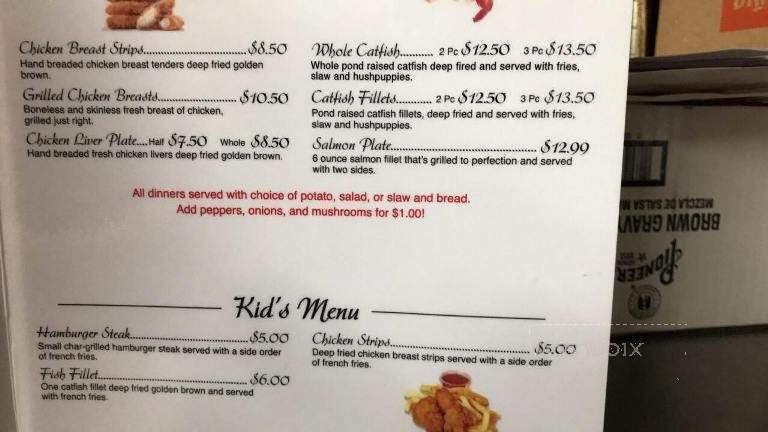 Chicken Breast Strips.......................... $8.50
Hand breaded chicken breast tenders deep fried golden
brown.
Grilled Chicken Breasts..................... $10.50
Boneless and skinless fresh breast of chicken,
grilled just right.
Chicken Liver Plate....Half $7.50 Whole $8.50
Hand breaded fresh chicken livers deep fried golden brown.
Whole Catfish......... 2 Pc $12.50 3 Pc $13.50
Whole pond raised catfish deep fired and served with fries,
slaw and hushpuppies.
Catfish Fillets.......... 2 Pc $12.50 3 Pc $13.50
Pond raised catfish fillets, deep fried and served with fries,
slaw and hushpuppies.
Salmon Plate..................................... $12.99
6 ounce salmon fillet that's grilled to perfection and served
with two sides.
All dinners served with choice of potato, salad, or slaw and bread.
Add peppers, onions, and mushrooms for $1.00!
Kid's Menu
Hamburger Steak............................ $5.00
Small char-grilled hamburger steak served with a side order
of french fries.
Fish Fillet..................................... $6.00
One catfish fillet deep fried golden brown and served
with french fries.
Chicken Strips.................................... $5.00
Deep fried chicken breast strips served with a side order
of french fries.
MEZCLA DE SALSA
BROWN GRAVY
PIONEER